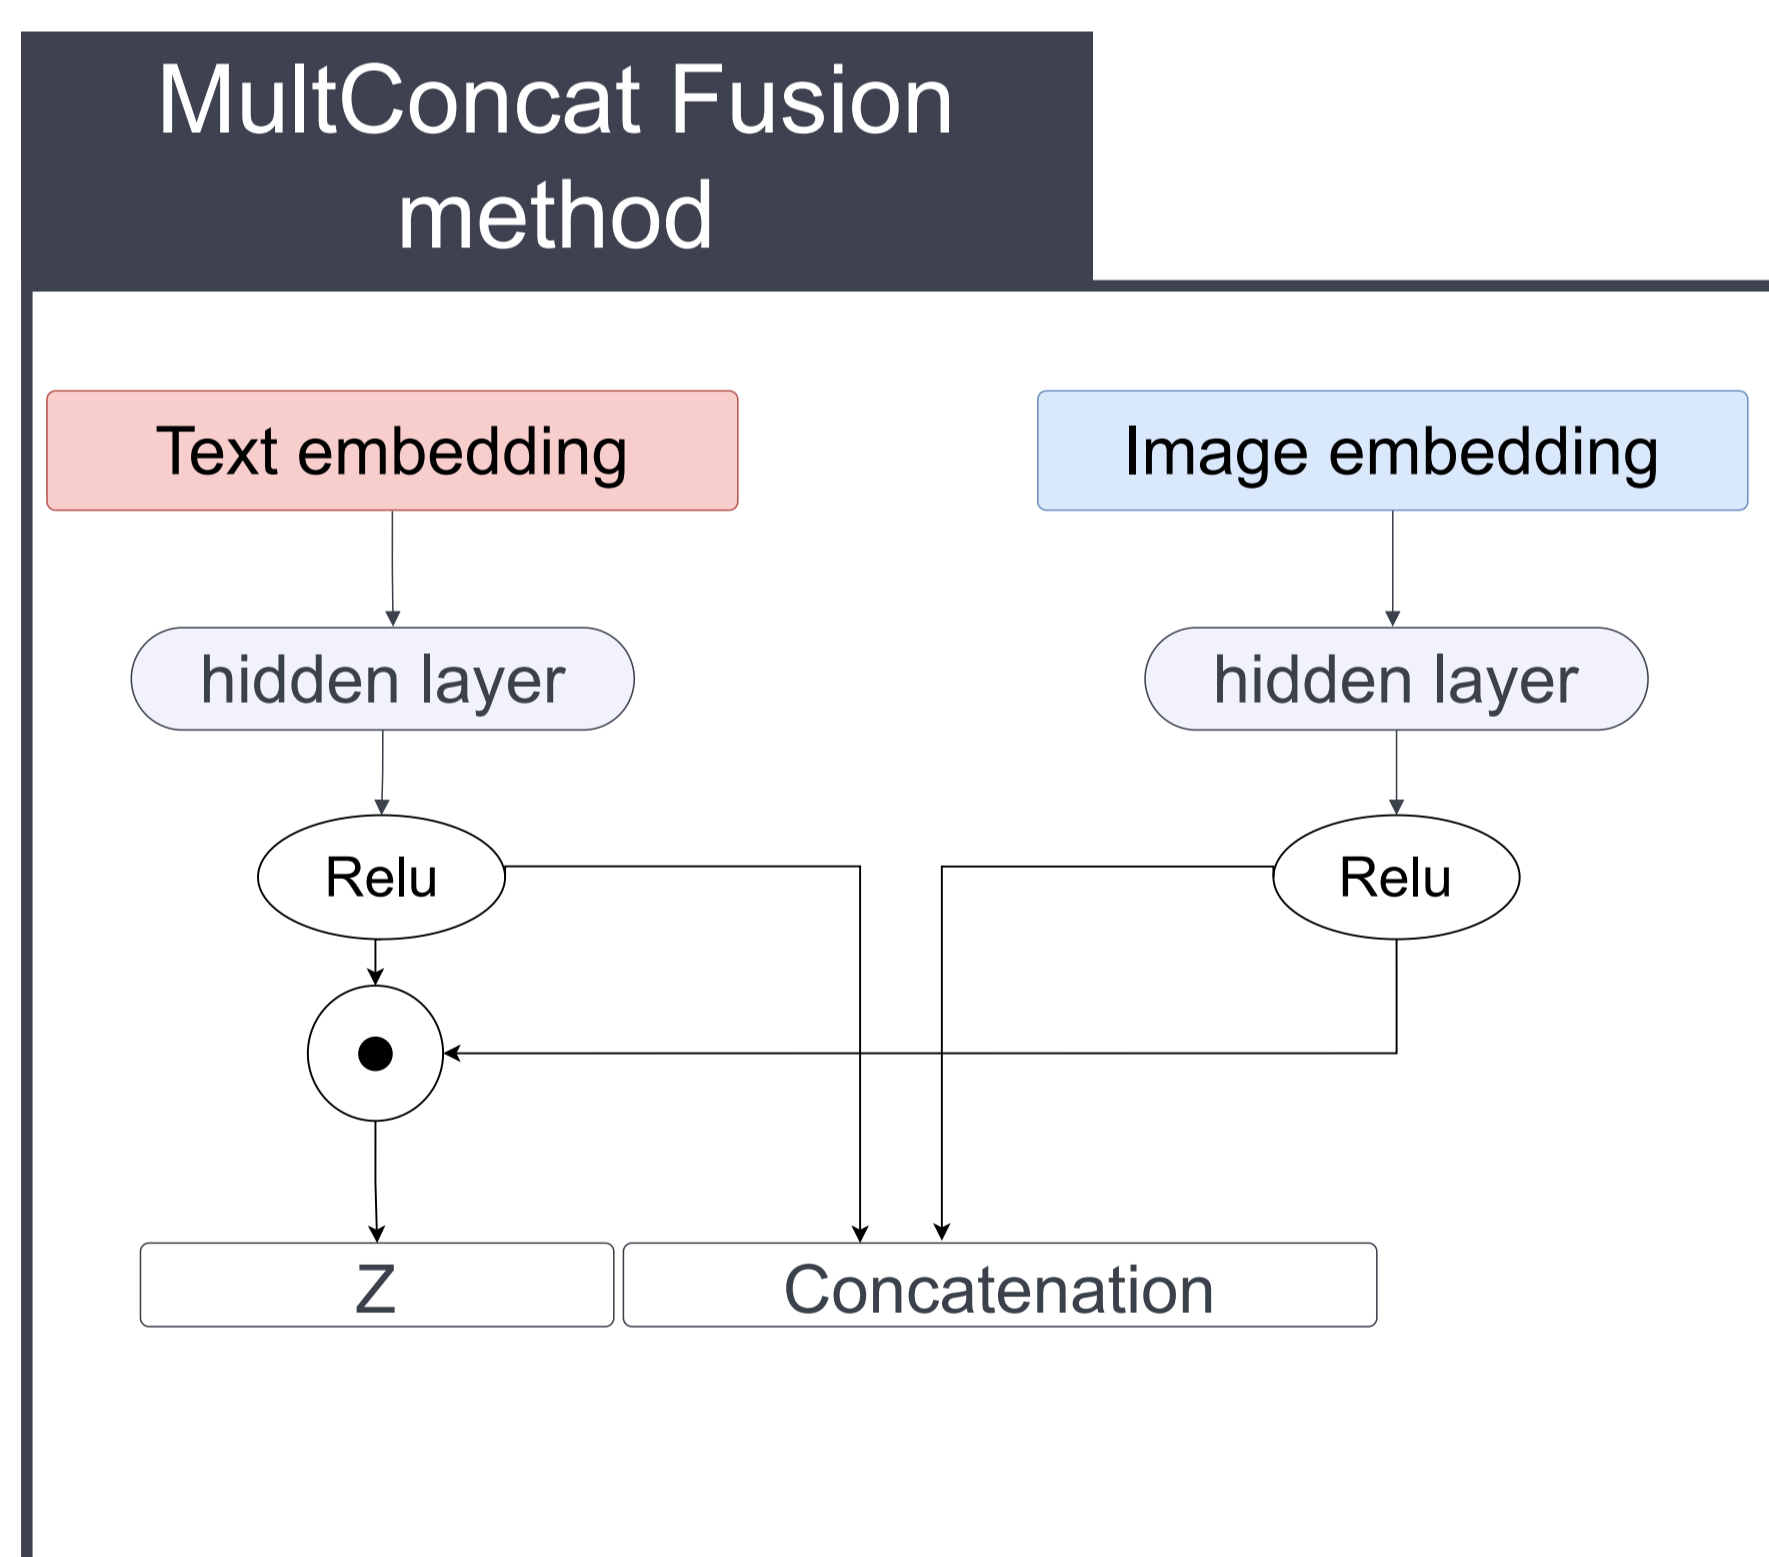 MultConcat Fusion
method
Text embedding
Image embedding
hidden layer
hidden layer
Relu
Relu
Z
Concatenation